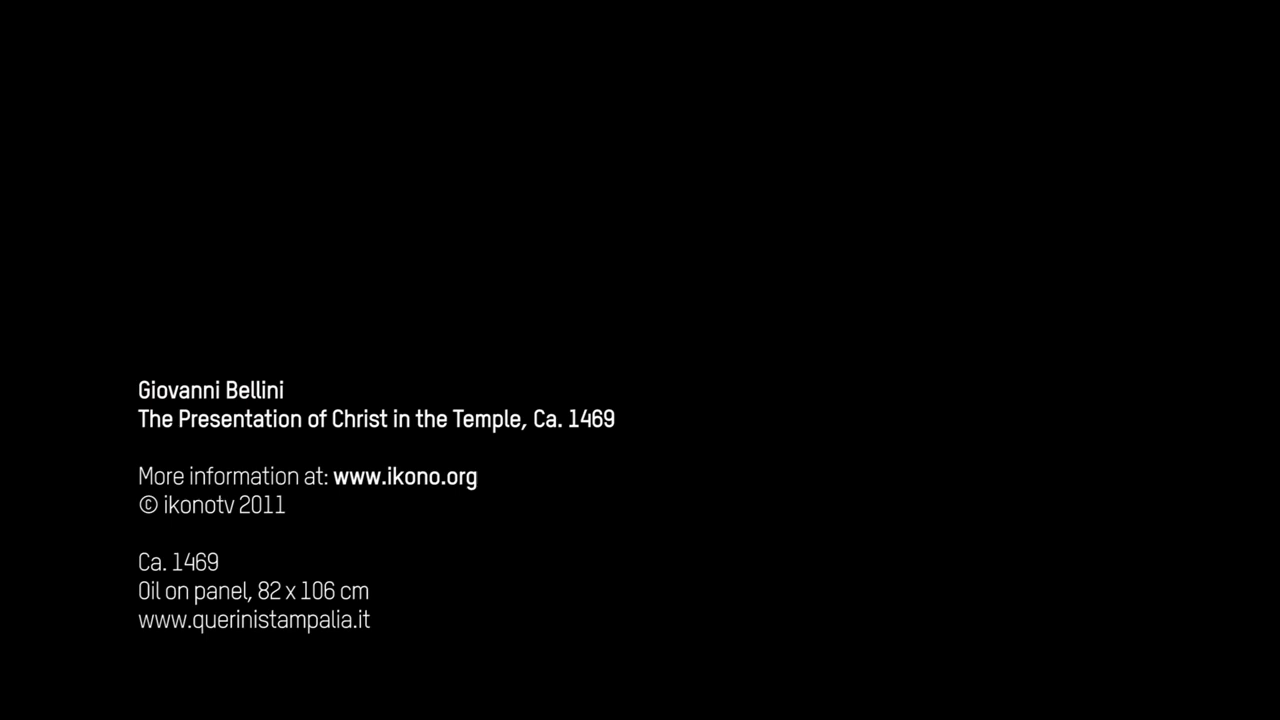 Giovanni Bellini
The Presentation of Christ in the Temple, Ca. 1469
More information at: www.ikono.org
© ikonotv 2011
Ca. 1469
Oil on panel, 82 x 106 cm
www.querinistampalia.it